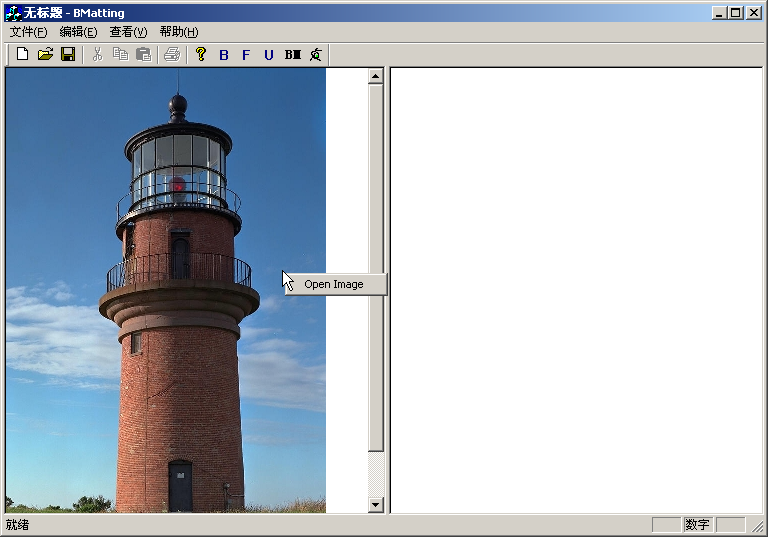 无标题 - BMatting
文件(F) 编辑(E) 查看(V) 帮助(H)
? B F U BM
Open Image
就绪 数字